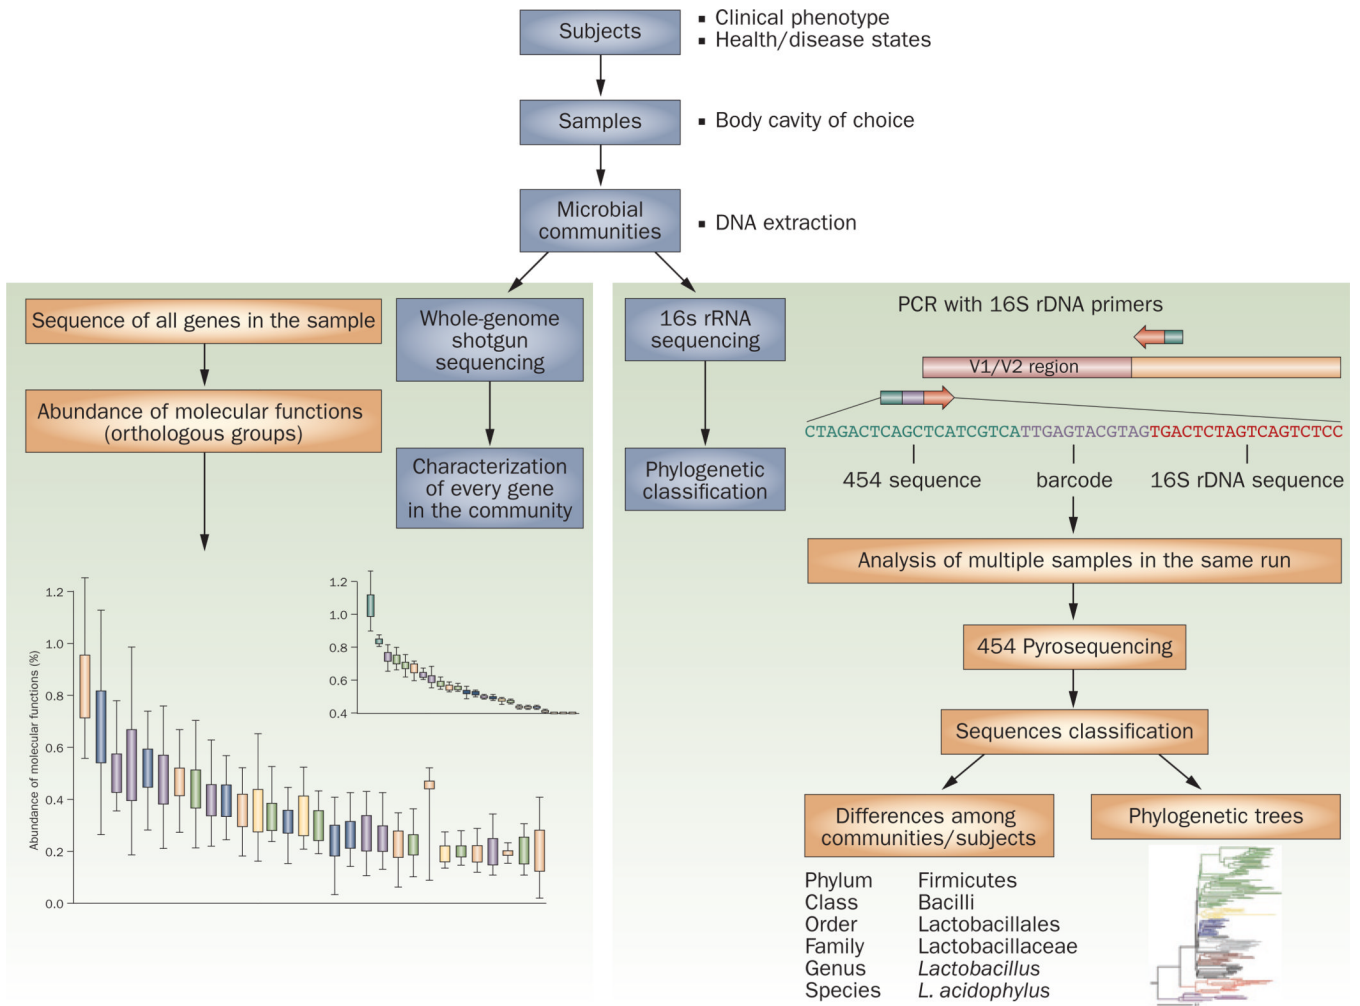 Subjects
▪ Clinical phenotype
▪ Health/disease states
Samples
▪ Body cavity of choice
Microbial
communities
▪ DNA extraction
Sequence of all genes in the sample
Abundance of molecular functions
(orthologous groups)
Whole-genome
shotgun
sequencing
Characterization
of every gene
in the community
1.2
1.0
0.8
0.6
0.4
0.2
0.0
Abundance of molecular functions (%)
1.2
1.0
0.8
0.6
0.4
16s rRNA
sequencing
Phylogenetic
classification
PCR with 16S rDNA primers
V1/V2 region
CTAGACTCAGCTCATCGTCATTGAGTACGTAGTGACTCTAGTCAGTCTCC
454 sequence
barcode
16S rDNA sequence
Analysis of multiple samples in the same run
454 Pyrosequencing
Sequences classification
Differences among
communities/subjects
Phylogenetic trees
Phylum Firmicutes
Class Bacilli
Order Lactobacillales
Family Lactobacillaceae
Genus Lactobacillus
Species L. acidophylus